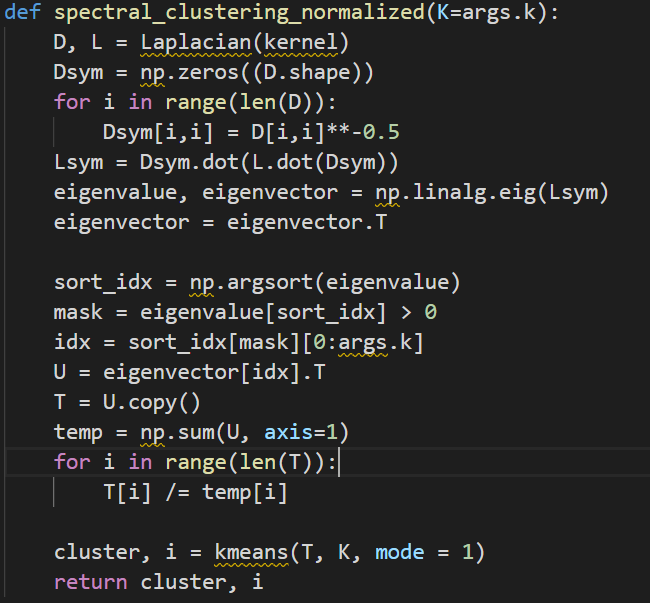 def spectral_clustering_normalized(K=args.k):
    D, L = Laplacian(kernel)
    Dsym = np.zeros((D.shape))
    for i in range(len(D)):
        Dsym[i,i] = D[i,i]**-0.5
    Lsym = Dsym.dot(L.dot(Dsym))
    eigenvalue, eigenvector = np.linalg.eig(Lsym)
    eigenvector = eigenvector.T

    sort_idx = np.argsort(eigenvalue)
    mask = eigenvalue[sort_idx] > 0
    idx = sort_idx[mask][0:args.k]
    U = eigenvector[idx].T
    T = U.copy()
    temp = np.sum(U, axis=1)
    for i in range(len(T)):
        T[i] /= temp[i]

    cluster, i = kmeans(T, K, mode = 1)
    return cluster, i